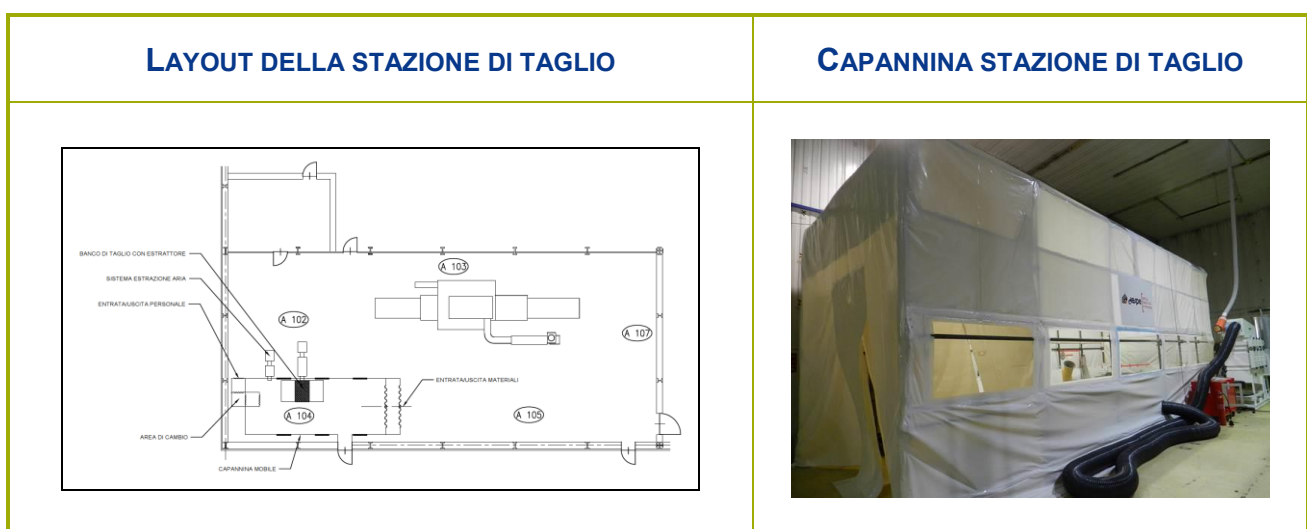 LAYOUT DELLA STAZIONE DI TAGLIO
CAPANNINA STAZIONE DI TAGLIO
BANCO DI TAGLIO CON ESTRATTORE
SISTEMA ESTRAZIONE ARIA
ENTRATA/USCITA PERSONALE
A 103
A 102
A 107
ENTRATA/USCITA MATERIALI
A 104
A 105
AREA DI CAMBIO
CAPANNINA MOBILE